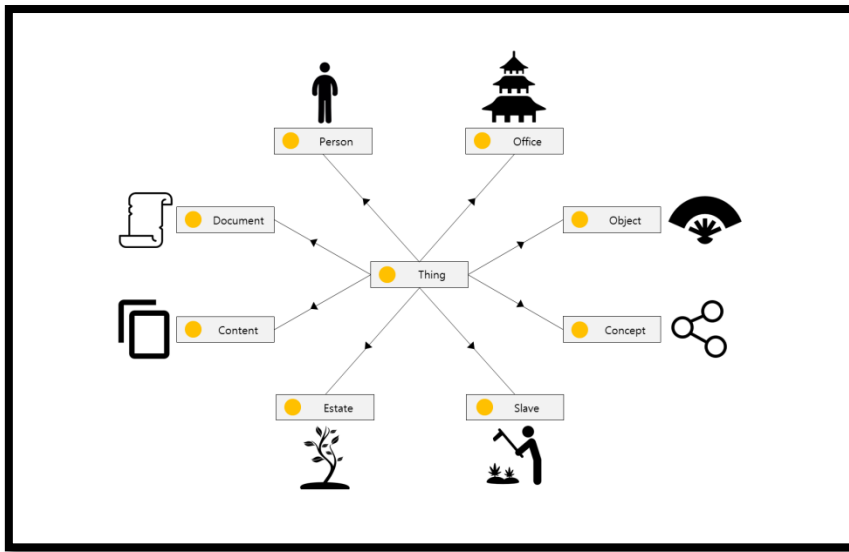 Person
Office
Document
Object
Thing
Content
Concept
Estate
Slave